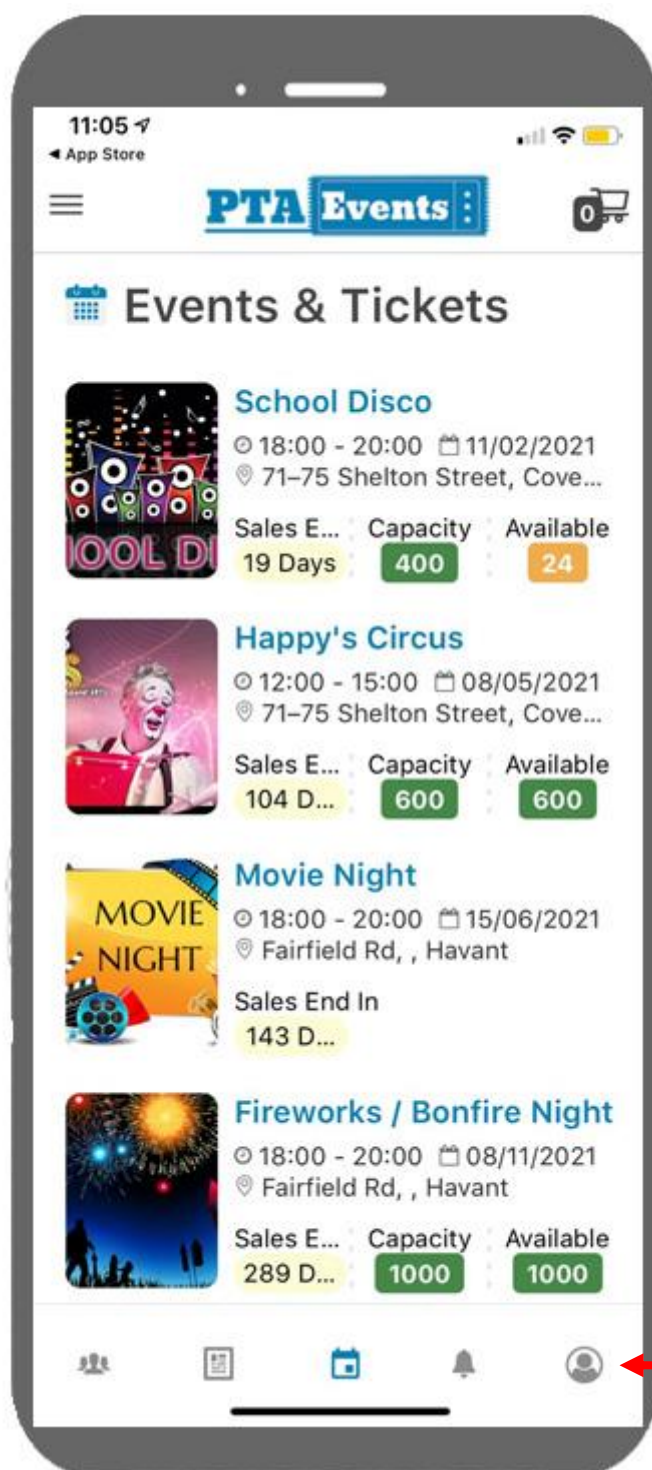 11:05
◄ App Store
PTA Events
0
Events & Tickets
School Disco
18:00 - 20:00 11/02/2021
71–75 Shelton Street, Cove...
Sales E... Capacity Available
19 Days 400 24
HOOL DI
Happy's Circus
12:00 - 15:00 08/05/2021
71–75 Shelton Street, Cove...
Sales E... Capacity Available
104 D... 600 600
Movie Night
MOVIE
NIGHT
18:00 - 20:00 15/06/2021
Fairfield Rd, , Havant
Sales End In
143 D...
Fireworks / Bonfire Night
18:00 - 20:00 08/11/2021
Fairfield Rd, , Havant
Sales E... Capacity Available
289 D... 1000 1000